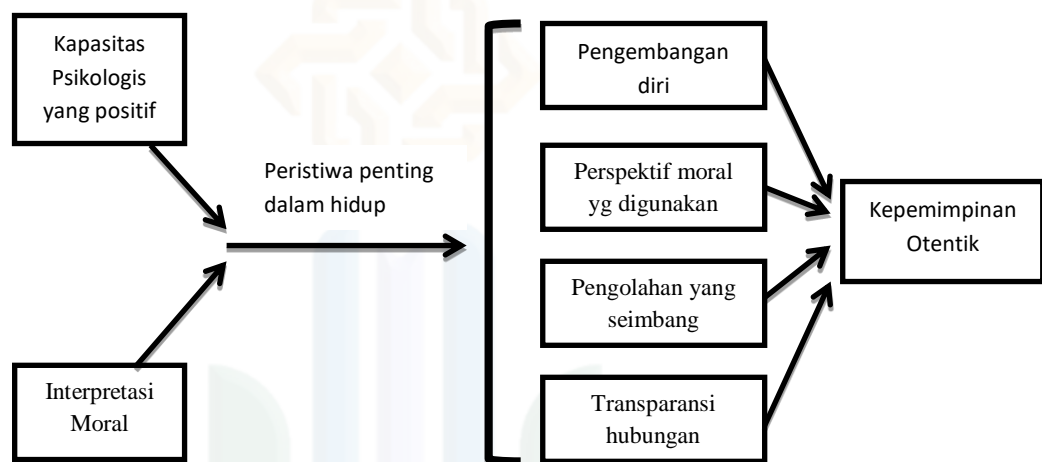 Kapasitas
Psikologis
yang positif
Interpretasi
Moral
Peristiwa penting
dalam hidup
Pengembangan
diri
Perspektif moral
yg digunakan
Pengolahan yang
seimbang
Transparansi
hubungan
Kepemimpinan
Otentik